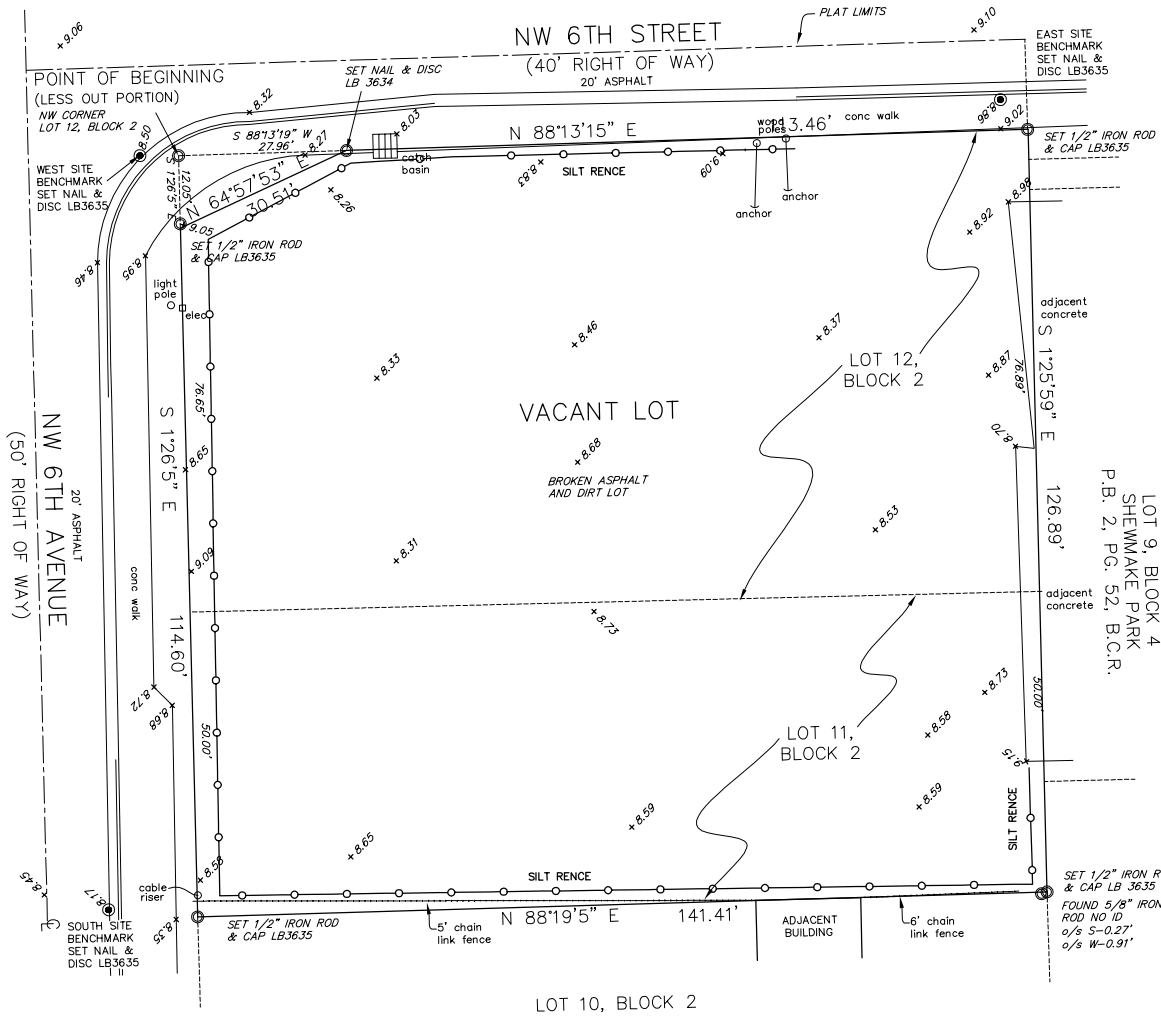 9.06
NW 6TH STREET
(40' RIGHT OF WAY)
20' ASPHALT
PLAT LIMITS
9.10
EAST SITE
BENCHMARK
SET NAIL &
DISC LB3635
POINT OF BEGINNING
(LESS OUT PORTION)
NW CORNER
LOT 12, BLOCK 2
SET NAIL & DISC
LB 3634
8.32
8.50
S 88°13'19" W
27.96'
8.27
8.03
catch
basin
N 88°13'15" E
wood
poles
13.46'
conc walk
8.98
9.02
SET 1/2" IRON ROD
& CAP LB3635
WEST SITE
BENCHMARK
SET NAIL &
DISC LB3635
S 1°26'5" E
12.05'
N 64°57'53" E
30.51'
8.26
8.83
SILT RENCE
9.09
anchor
anchor
8.98
8.92
9.05
SET 1/2" IRON ROD
& CAP LB3635
8.46
8.95
light
pole
elec
adjacent
concrete
8.46
8.37
8.33
LOT 12,
BLOCK 2
8.87
76.89'
S 1°25'59" E
76.65'
VACANT LOT
8.70
S 1°26'5" E
8.65
8.68
BROKEN ASPHALT
AND DIRT LOT
NW 6TH AVENUE
(50' RIGHT OF WAY)
20' ASPHALT
conc walk
9.09
8.31
8.53
126.89'
LOT 9, BLOCK 4
SHEWMAKE PARK
P.B. 2, PG. 52, B.C.R.
adjacent
concrete
8.73
114.60'
8.72
8.68
50.00'
LOT 11,
BLOCK 2
8.73
8.58
50.00'
9.15
8.59
8.59
SILT RENCE
8.65
8.58
SILT RENCE
cable
riser
8.45
8.17
SOUTH SITE
BENCHMARK
SET NAIL &
DISC LB3635
8.35
SET 1/2" IRON ROD
& CAP LB3635
N 88°19'5" E
141.41'
5' chain
link fence
ADJACENT
BUILDING
6' chain
link fence
SET 1/2" IRON R
& CAP LB 3635
FOUND 5/8" IRON
ROD NO ID
o/s S-0.27'
o/s W-0.91'
LOT 10, BLOCK 2